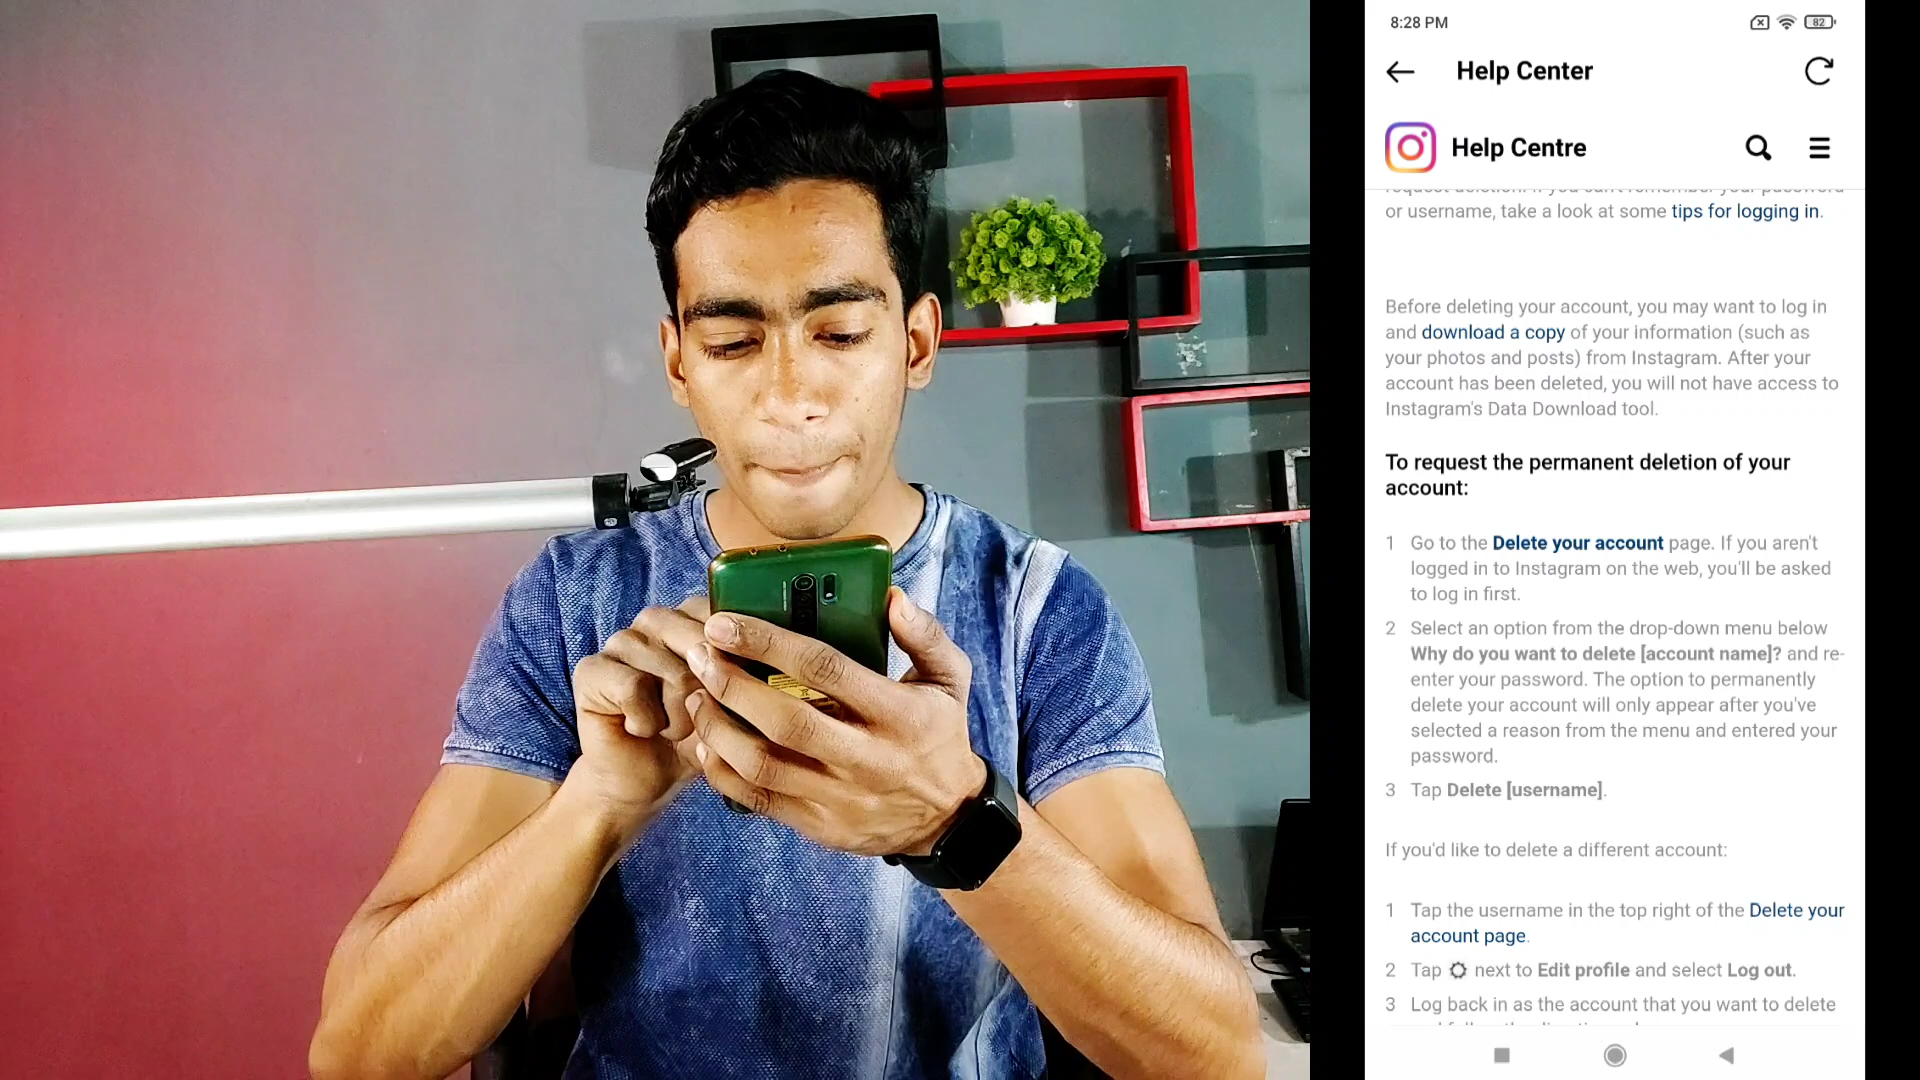 8:28 PM
82
Help Center
Help Centre
request deletion. If you can't remember your password
or username, take a look at some tips for logging in.
Before deleting your account, you may want to log in
and download a copy of your information (such as
your photos and posts) from Instagram. After your
account has been deleted, you will not have access to
Instagram's Data Download tool.
To request the permanent deletion of your
account:
1 Go to the Delete your account page. If you aren't
logged in to Instagram on the web, you'll be asked
to log in first.
2 Select an option from the drop-down menu below
Why do you want to delete [account name]? and re-
enter your password. The option to permanently
delete your account will only appear after you've
selected a reason from the menu and entered your
password.
3 Tap Delete [username].
If you'd like to delete a different account:
1 Tap the username in the top right of the Delete your
account page.
2 Tap next to Edit profile and select Log out.
3 Log back in as the account that you want to delete